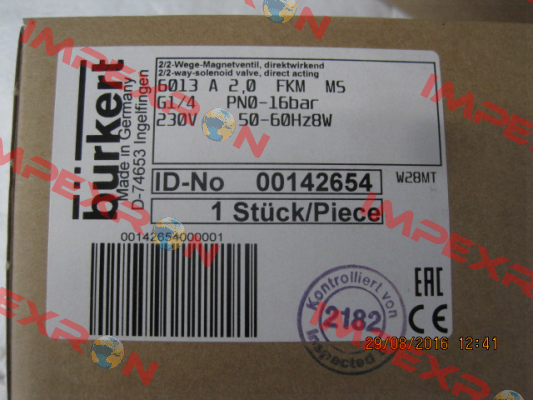 bürkert
Made in Germany
D-74653 Ingelfingen
2/2-Wege-Magnetventil, direktwirkend
2/2-way-solenoid valve, direct acting
6013 A 2,0 FKM MS
G1/4 PN0-16bar
230V 50-60Hz8W
ID-No 00142654
W28MT
1 Stück/Piece
00142654000001
Kontrolliert von
2182
Inspected
EAC
CE
29/08/2016 12:41
IMPEXRON
IMPEXRON
IMPEXRON
IMPEXRON